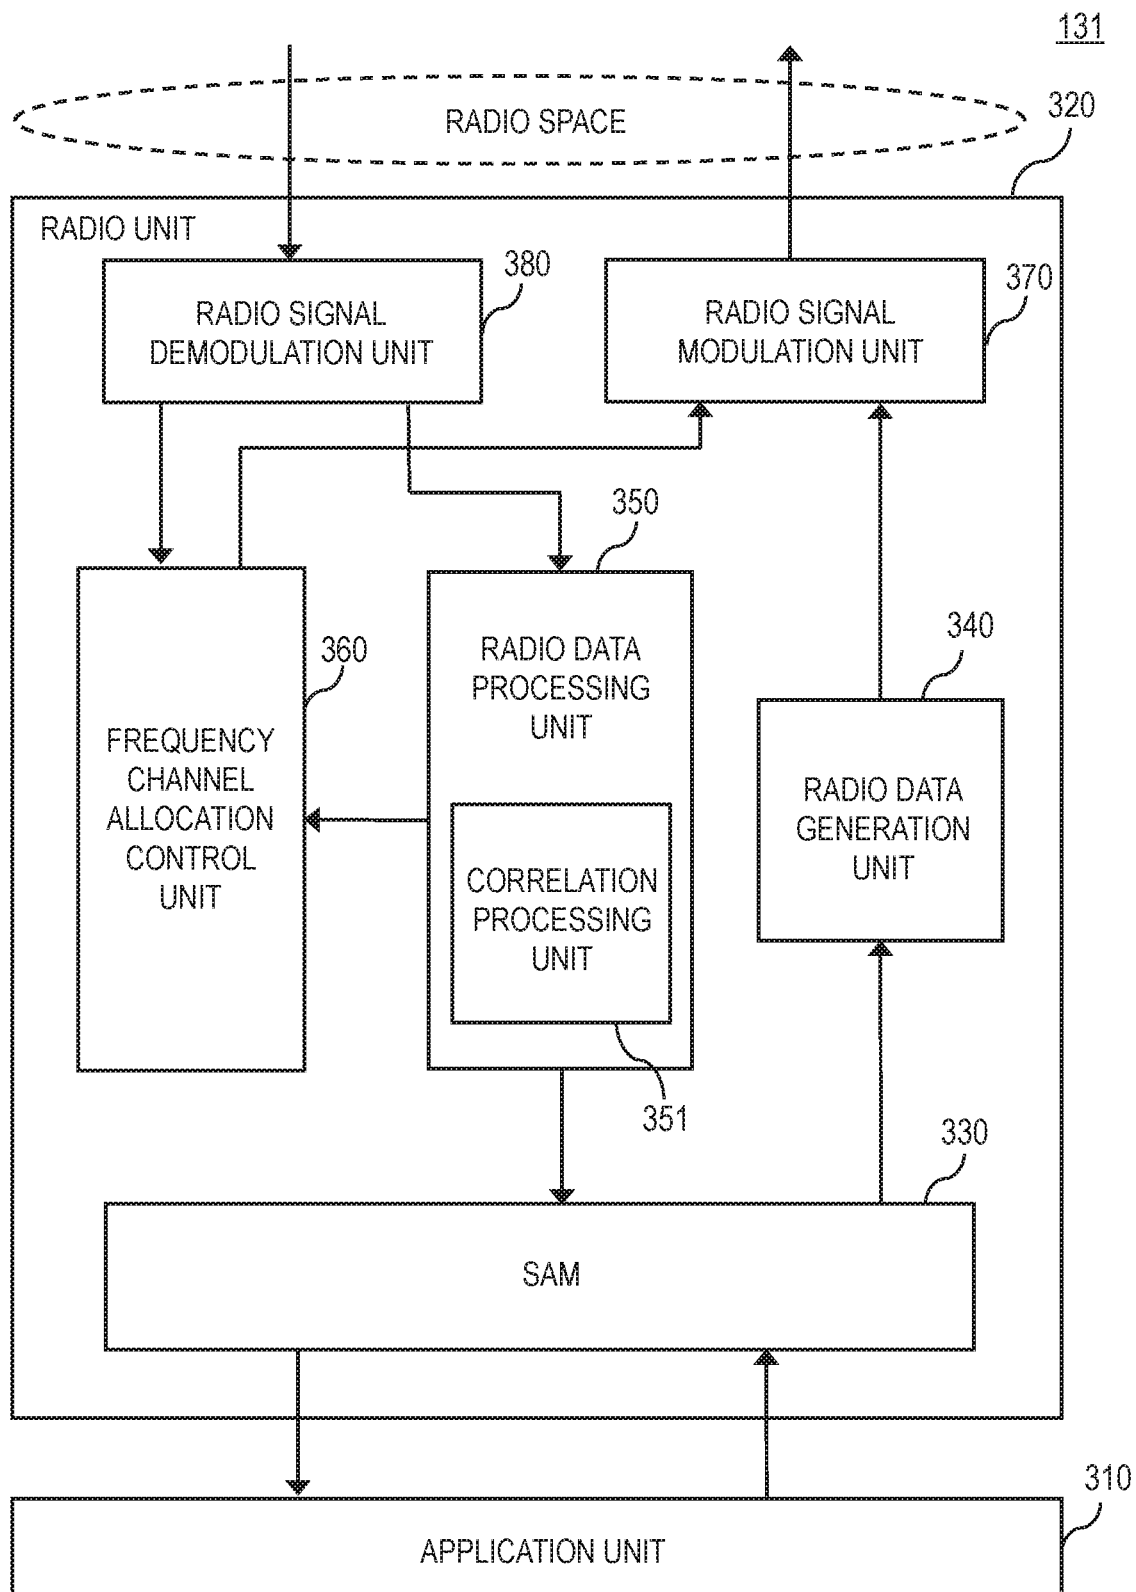 131
RADIO SPACE
320
RADIO UNIT
380
RADIO SIGNAL
DEMODULATION UNIT
RADIO SIGNAL
MODULATION UNIT
370
350
360
RADIO DATA
PROCESSING
UNIT
340
FREQUENCY
CHANNEL
ALLOCATION
CONTROL
UNIT
RADIO DATA
GENERATION
UNIT
CORRELATION
PROCESSING
UNIT
351
330
SAM
310
APPLICATION UNIT